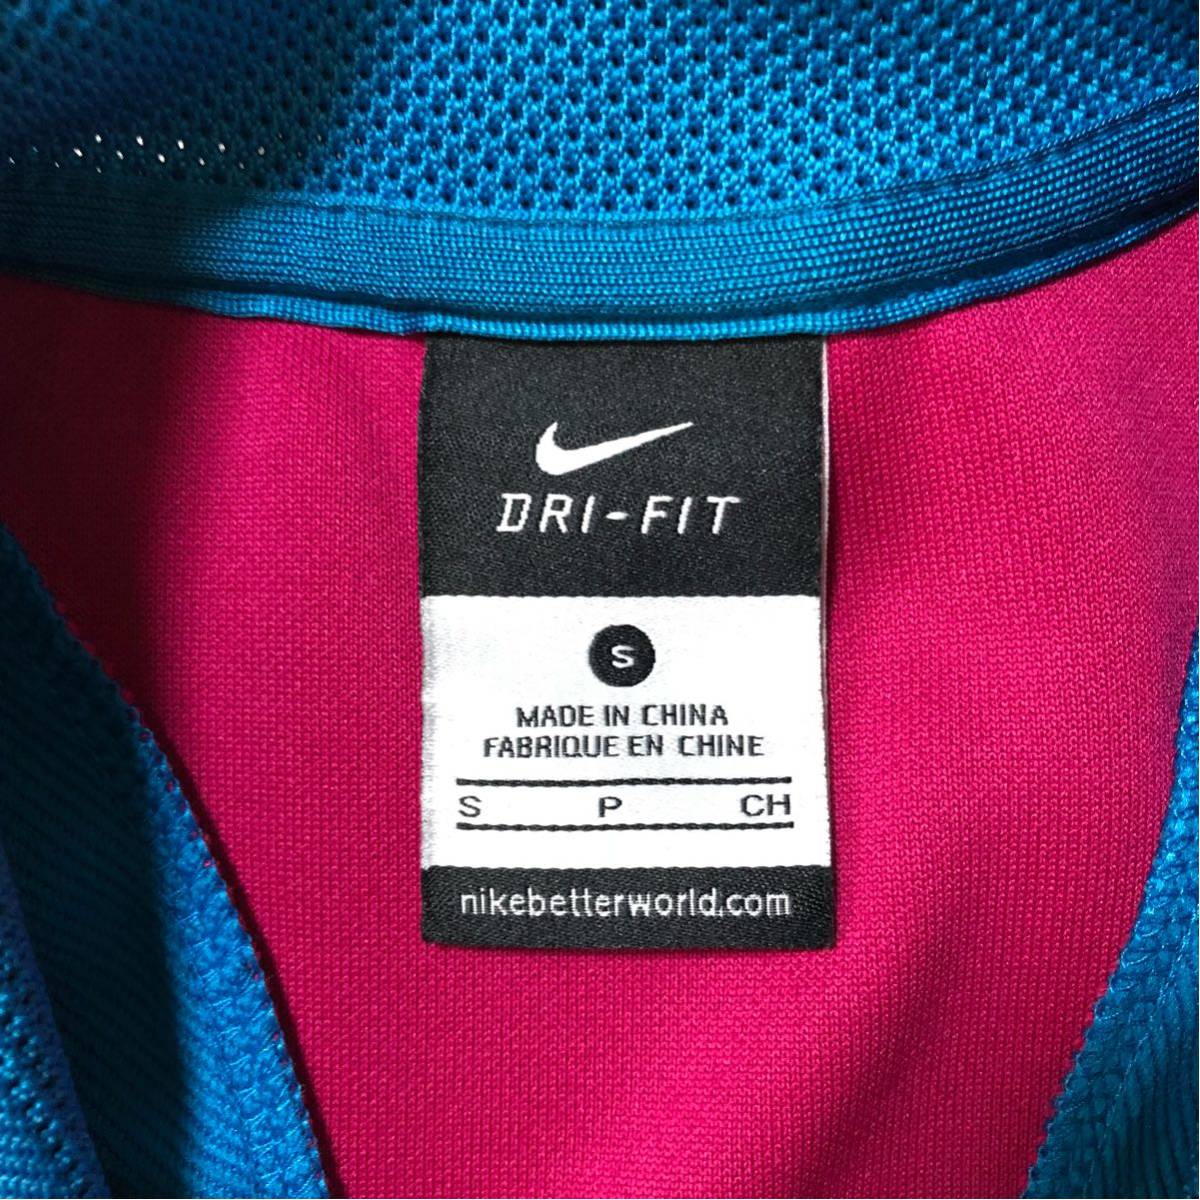 DRI-FIT
S
MADE IN CHINA
FABRIQUE EN CHINE
S P CH
nikebetterworld.com